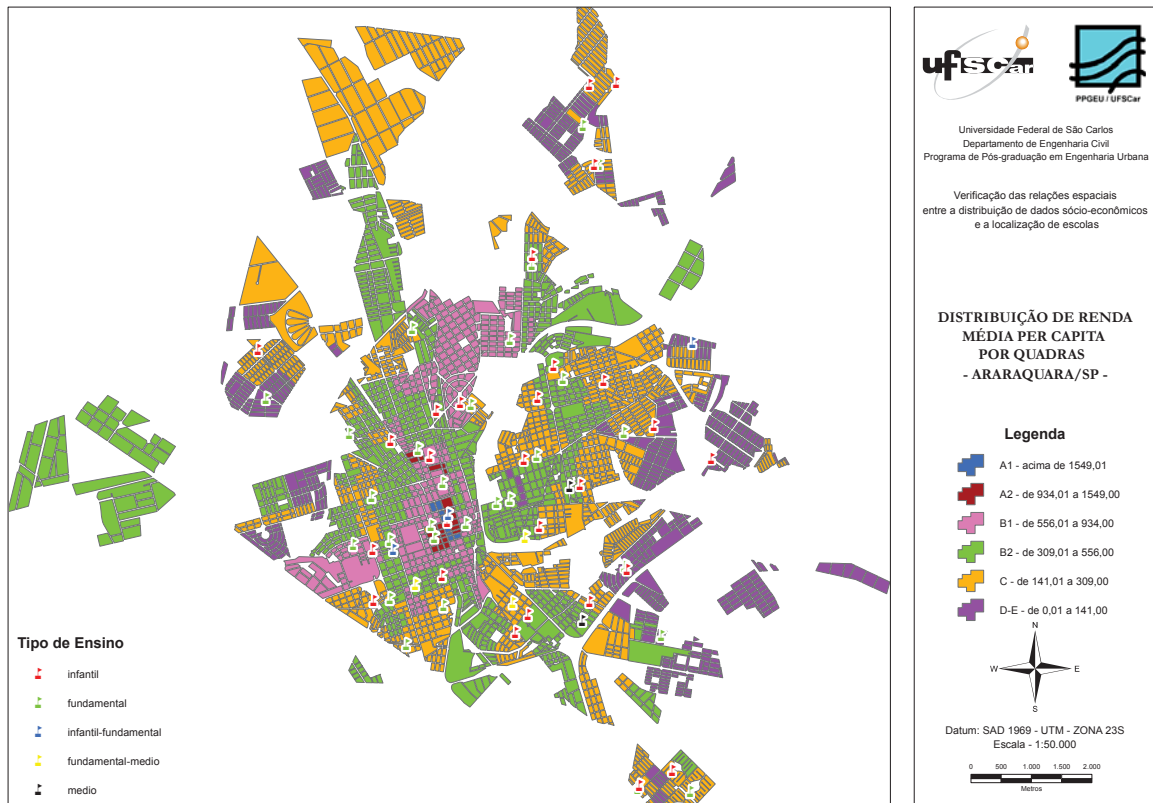 ufscar
PPGEU / UFSCar
Universidade Federal de São Carlos
Departamento de Engenharia Civil
Programa de Pós-graduação em Engenharia Urbana
Verificação das relações espaciais
entre a distribuição de dados sócio-econômicos
e a localização de escolas
DISTRIBUIÇÃO DE RENDA
MÉDIA PER CAPITA
POR QUADRAS
- ARARAQUARA/SP -
Legenda
A1 - acima de 1549,01
A2 - de 934,01 a 1549,00
B1 - de 556,01 a 934,00
B2 - de 309,01 a 556,00
C - de 141,01 a 309,00
D-E - de 0,01 a 141,00
N
W
E
S
Datum: SAD 1969 - UTM - ZONA 23S
Escala - 1:50.000
0 500 1.000 1.500 2.000
Metros
Tipo de Ensino
infantil
fundamental
infantil-fundamental
fundamental-medio
medio